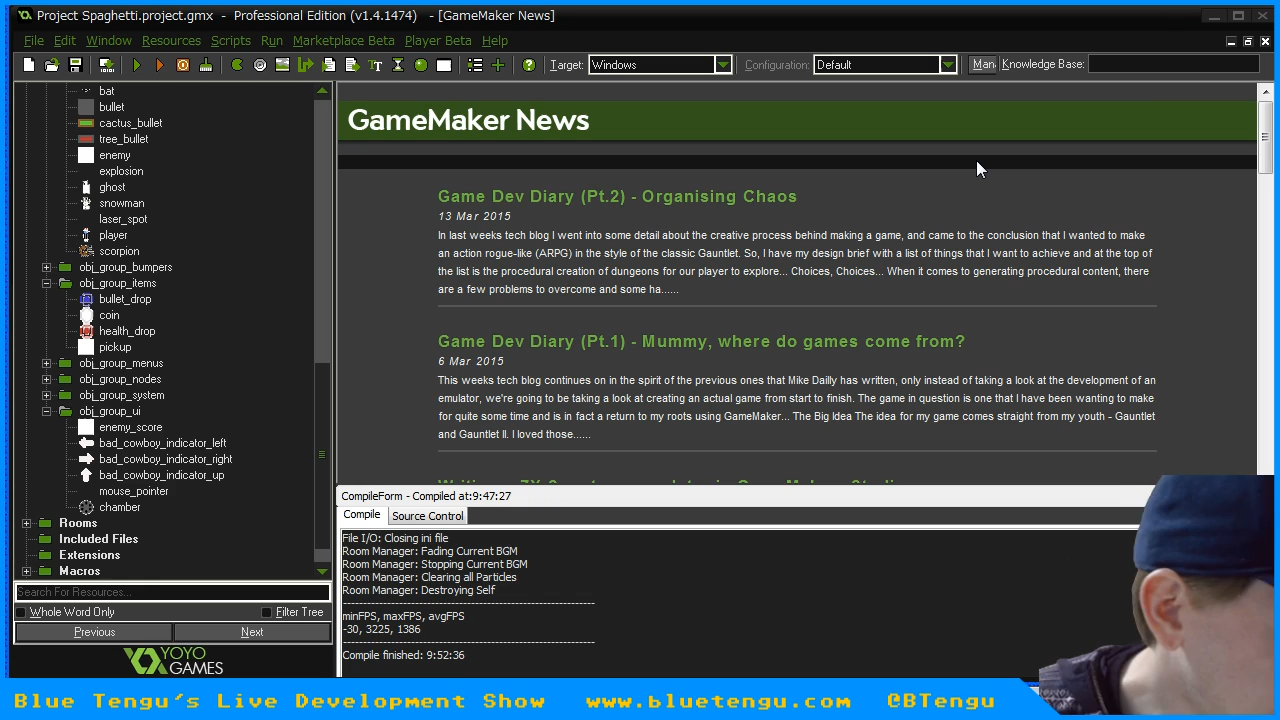 Project Spaghetti.project.gmx - Professional Edition (v1.4.1474) - [GameMaker News]
File Edit Window Resources Scripts Run Marketplace Beta Player Beta Help
Target: Windows Configuration: Default Man Knowledge Base:
bat
bullet
cactus_bullet
tree_bullet
enemy
explosion
ghost
snowman
laser_spot
player
scorpion
obj_group_bumpers
obj_group_items
bullet_drop
coin
health_drop
pickup
obj_group_menus
obj_group_nodes
obj_group_system
obj_group_ui
enemy_score
bad_cowboy_indicator_left
bad_cowboy_indicator_right
bad_cowboy_indicator_up
mouse_pointer
chamber
Rooms
Included Files
Extensions
Macros
Search For Resources...
Whole Word Only Filter Tree
Previous Next
YOYO
GAMES
GameMaker News
Game Dev Diary (Pt.2) - Organising Chaos
13 Mar 2015
In last weeks tech blog I went into some detail about the creative process behind making a game, and came to the conclusion that I wanted to make
an action rogue-like (ARPG) in the style of the classic Gauntlet. So, I have my design brief with a list of things that I want to achieve and at the top of
the list is the procedural creation of dungeons for our player to explore... Choices, Choices... When it comes to generating procedural content, there
are a few problems to overcome and some ha......
Game Dev Diary (Pt.1) - Mummy, where do games come from?
6 Mar 2015
This weeks tech blog continues on in the spirit of the previous ones that Mike Dailly has written, only instead of taking a look at the development of an
emulator, we're going to be taking a look at creating an actual game from start to finish. The game in question is one that I have been wanting to make
for quite some time and is in fact a return to my roots using GameMaker... The Big Idea The idea for my game comes straight from my youth - Gauntlet
and Gauntlet II. I loved those......
CompileForm - Compiled at:9:47:27
Compile Source Control
File I/O: Closing ini file
Room Manager: Fading Current BGM
Room Manager: Stopping Current BGM
Room Manager: Clearing all Particles
Room Manager: Destroying Self
minFPS, maxFPS, avgFPS
-30, 3225, 1386
Compile finished: 9:52:36
Blue Tengu's Live Development Show www.bluetengu.com @BTengu